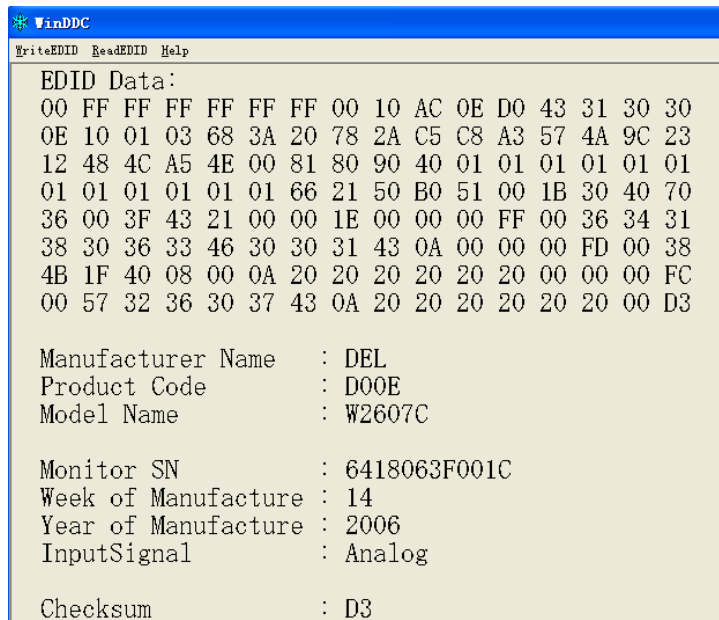 WinDDC
WriteEDID ReadEDID Help
EDID Data:
00 FF FF FF FF FF FF 00 10 AC 0E D0 43 31 30 30
0E 10 01 03 68 3A 20 78 2A C5 C8 A3 57 4A 9C 23
12 48 4C A5 4E 00 81 80 90 40 01 01 01 01 01 01
01 01 01 01 01 01 66 21 50 B0 51 00 1B 30 40 70
36 00 3F 43 21 00 00 1E 00 00 00 FF 00 36 34 31
38 30 36 33 46 30 30 31 43 0A 00 00 00 FD 00 38
4B 1F 40 08 00 0A 20 20 20 20 20 20 00 00 00 FC
00 57 32 36 30 37 43 0A 20 20 20 20 20 20 00 D3
Manufacturer Name : DEL
Product Code : D00E
Model Name : W2607C
Monitor SN : 6418063F001C
Week of Manufacture : 14
Year of Manufacture : 2006
InputSignal : Analog
Checksum : D3